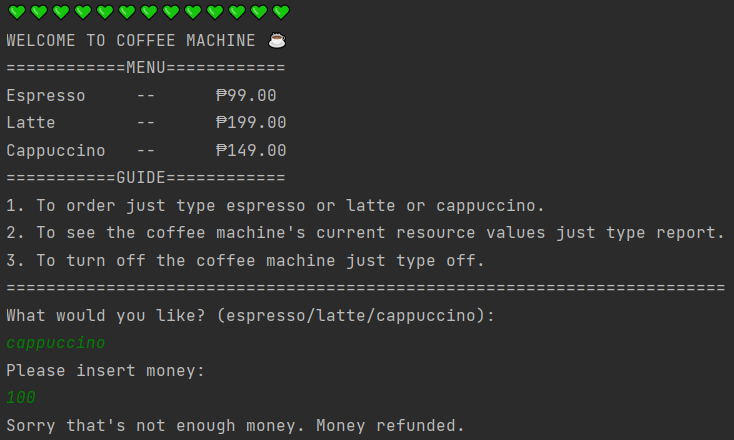 💚💚💚💚💚💚💚💚💚💚💚💚💚
WELCOME TO COFFEE MACHINE ☕
============MENU============
Espresso     --      ₱99.00
Latte        --      ₱199.00
Cappuccino   --      ₱149.00
===========GUIDE============
1. To order just type espresso or latte or cappuccino.
2. To see the coffee machine's current resource values just type report.
3. To turn off the coffee machine just type off.
========================================================================
What would you like? (espresso/latte/cappuccino):
cappuccino
Please insert money:
100
Sorry that's not enough money. Money refunded.